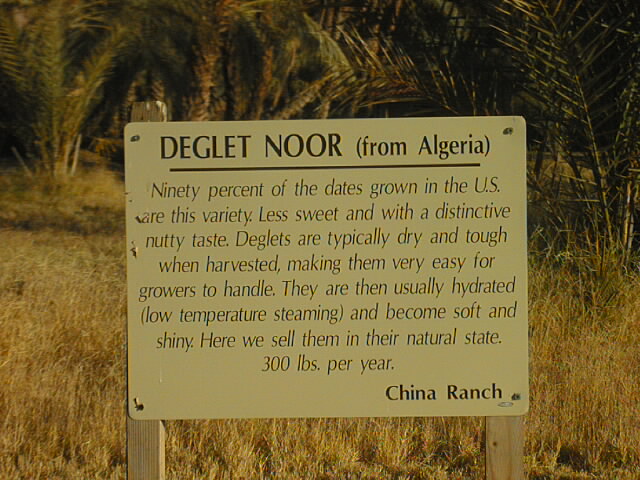 DEGLET NOOR (from Algeria)
Ninety percent of the dates grown in the U.S.
are this variety. Less sweet and with a distinctive
nutty taste. Deglets are typically dry and tough
when harvested, making them very easy for
growers to handle. They are then usually hydrated
(low temperature steaming) and become soft and
shiny. Here we sell them in their natural state.
300 lbs. per year.
China Ranch